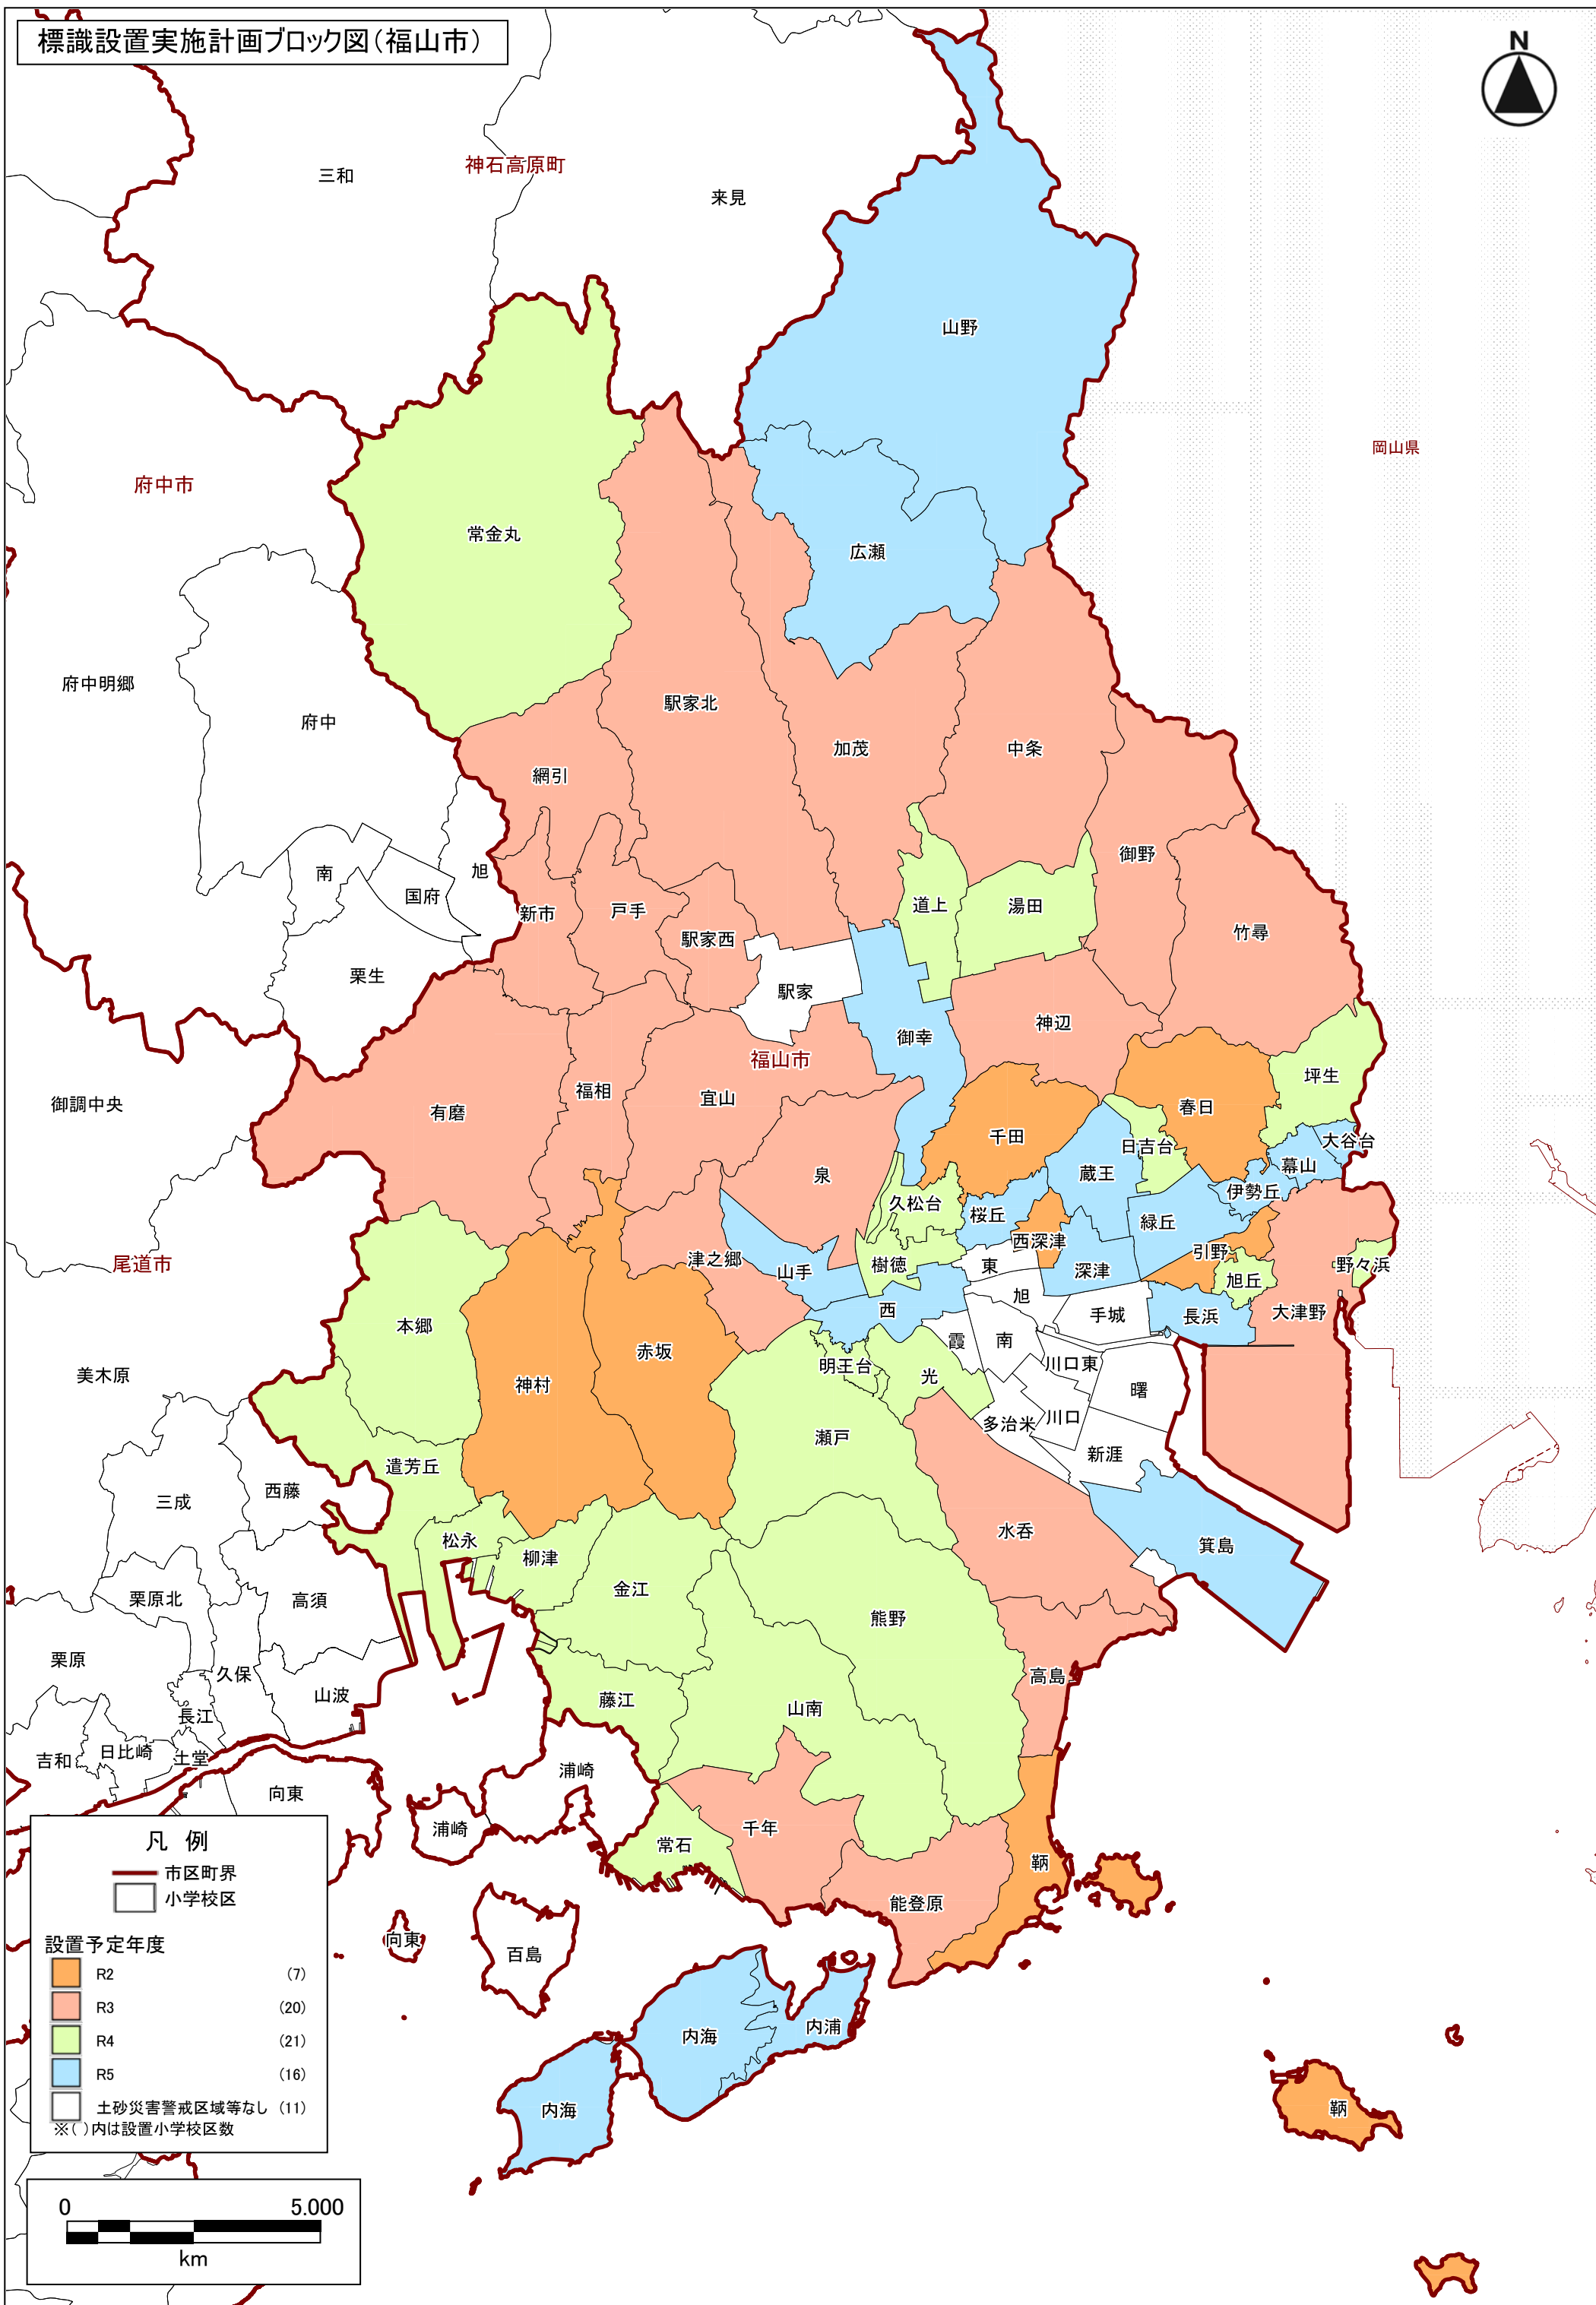 標識設置実施計画ブロック図（福山市）
N
三和
神石高原町
来見
山野
岡山県
府中市
常金丸
広瀬
府中明郷
府中
駅家北
加茂
中条
網引
御野
南
国府
旭
新市
戸手
駅家西
道上
湯田
竹尋
栗生
駅家
御幸
神辺
福山市
坪生
御調中央
有磨
福相
宜山
春日
千田
日吉台
大谷台
蔵王
幕山
泉
伊勢丘
久松台
桜丘
緑丘
西深津
引野
尾道市
津之郷
山手
樹徳
東
深津
旭丘
野々浜
旭
西
手城
長浜
大津野
本郷
赤坂
霞
南
美木原
神村
明王台
光
川口東
曙
多治米
川口
瀬戸
新涯
遣芳丘
三成
西藤
松永
水呑
箕島
柳津
栗原北
高須
金江
熊野
栗原
久保
高島
山波
藤江
山南
長江
吉和
日比崎
土堂
浦崎
向東
浦崎
常石
千年
鞆
能登原
向東
百島
内海
内浦
内海
鞆
凡 例
市区町界
小学校区
設置予定年度
R2 (7)
R3 (20)
R4 (21)
R5 (16)
土砂災害警戒区域等なし (11)
※( )内は設置小学校区数
0 5.000
km